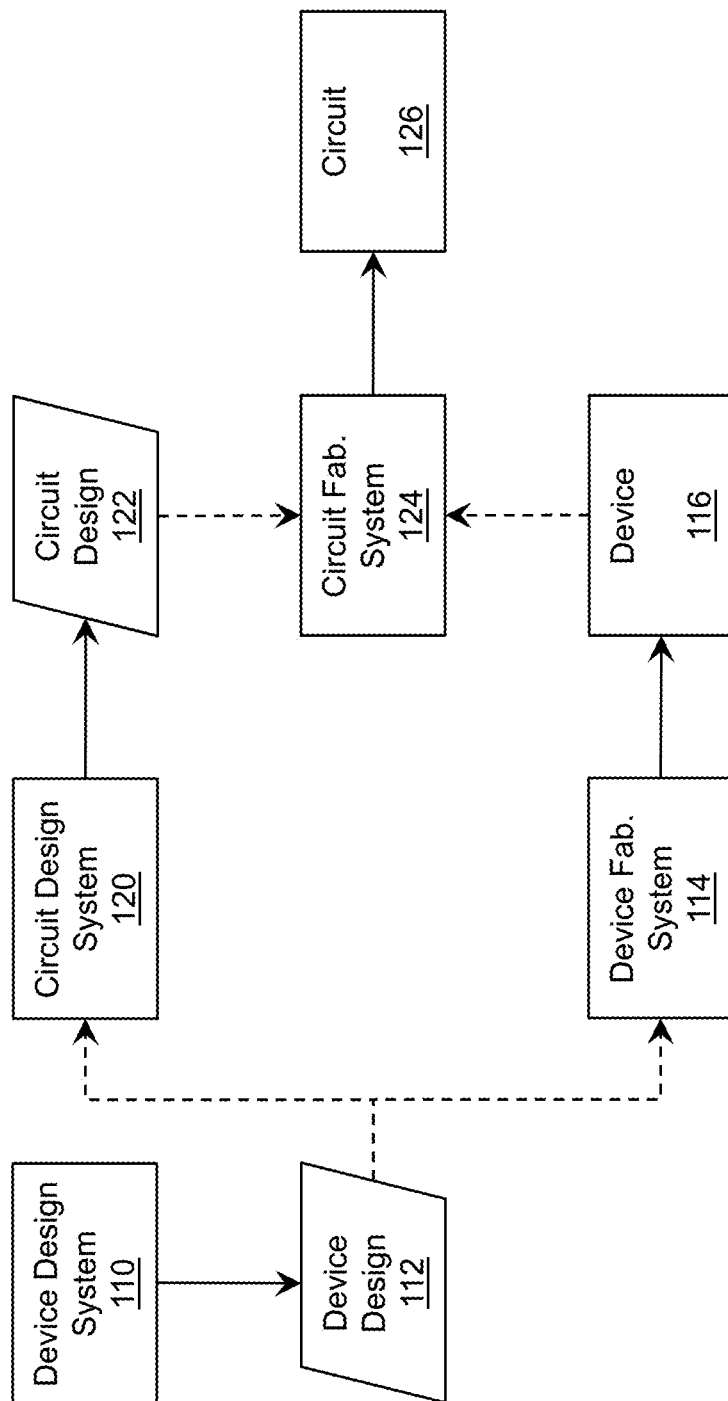 Device Design
System
110
Device
Design
112
Circuit Design
System
120
Device Fab.
System
114
Circuit
Design
122
Circuit Fab.
System
124
Device
116
Circuit
126